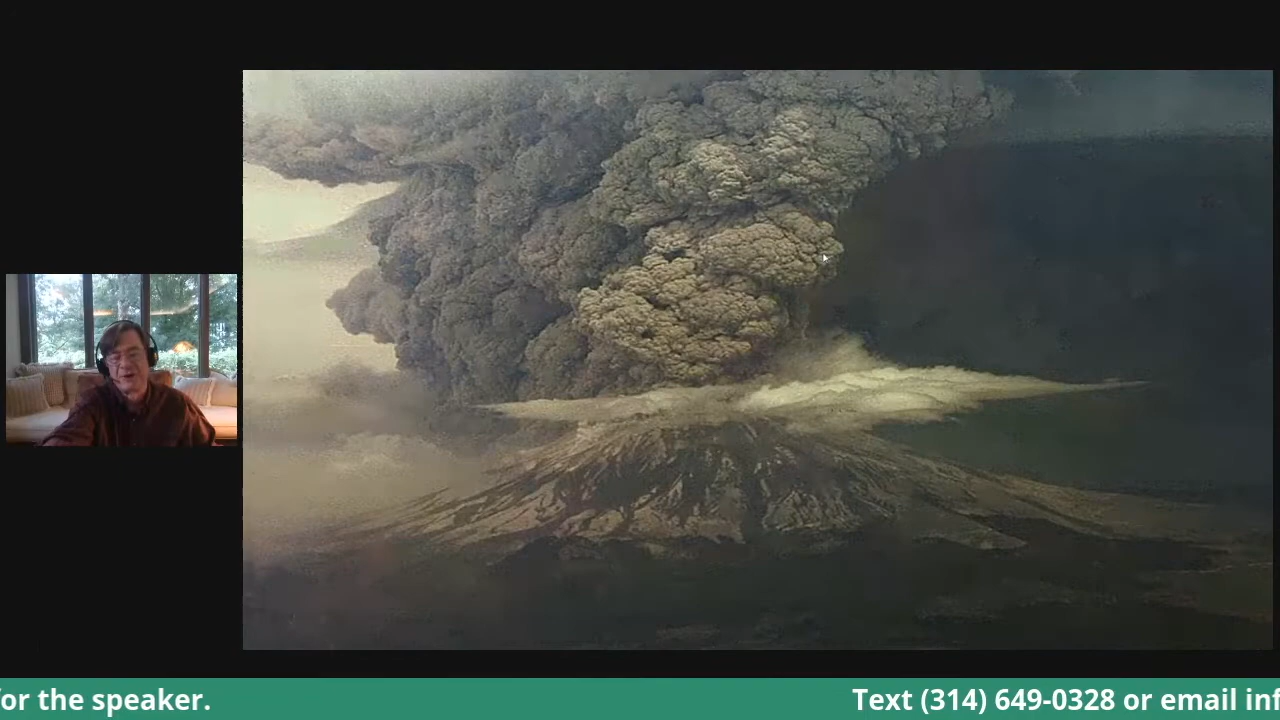 or the speaker.
Text (314) 649-0328 or email inf